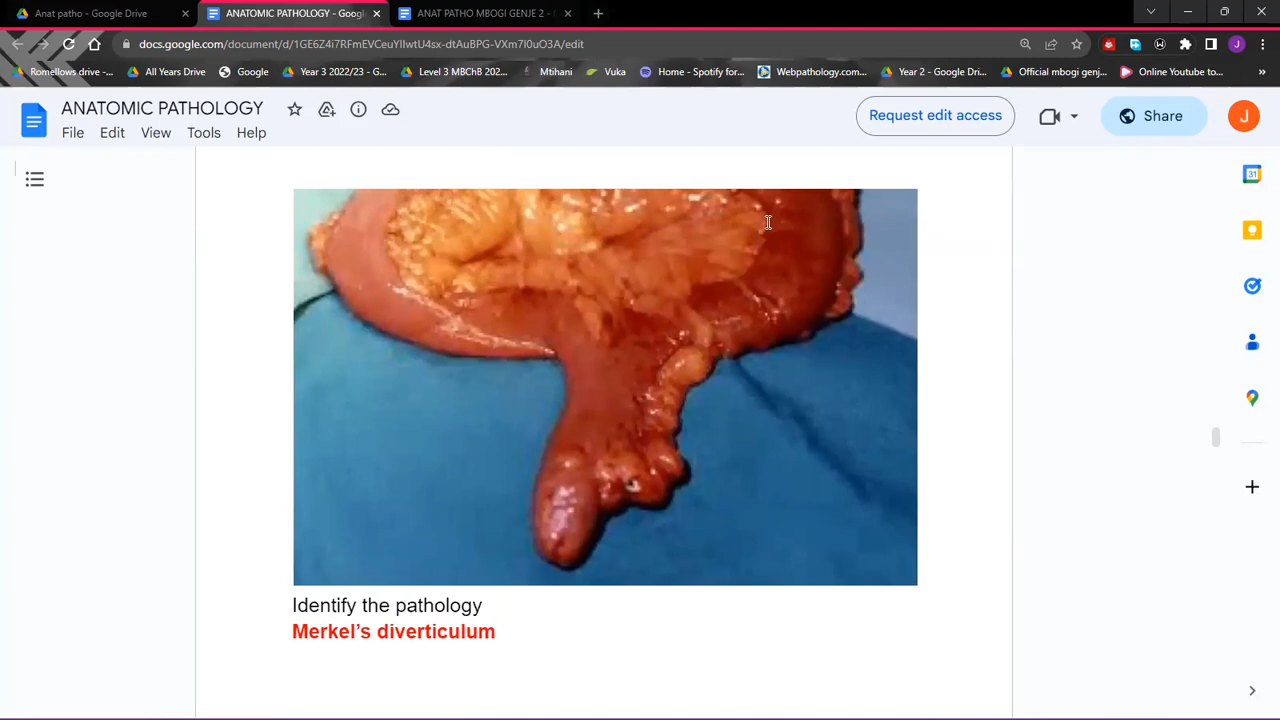 Anat patho - Google Drive
ANATOMIC PATHOLOGY - Googl
ANAT PATHO MBOGI GENJE 2 -
docs.google.com/document/d/1GE6Z4i7RFmEVCeuYIlwtU4sx-dtAuBPG-VXm7I0uO3A/edit
Romellows drive -...
All Years Drive
Google
Year 3 2022/23 - G...
Level 3 MBChB 202...
Mtihani
Vuka
Home - Spotify for...
Webpathology.com...
Year 2 - Google Dri...
Official mbogi genj...
Online Youtube to...
ANATOMIC PATHOLOGY
File Edit View Tools Help
Request edit access
Share
J
31
Identify the pathology
Merkel's diverticulum